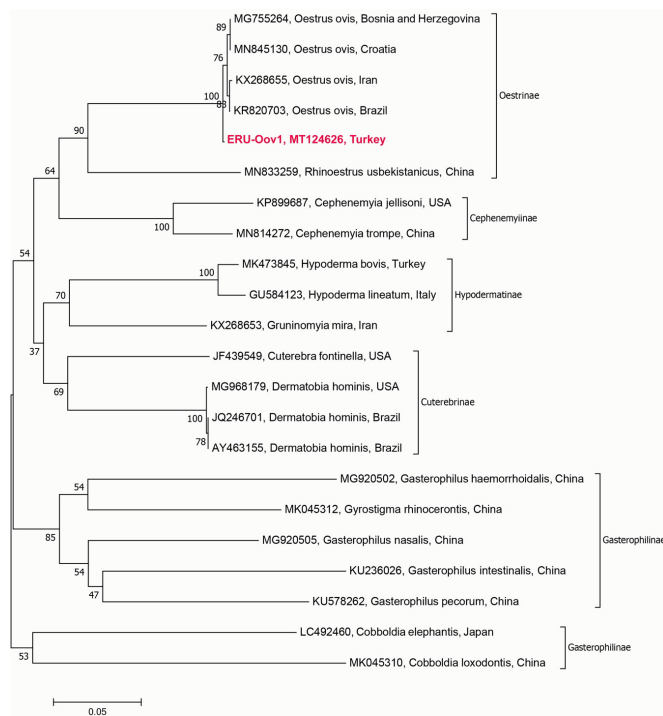 MG755264, Oestrus ovis, Bosnia and Herzegovina
89
MN845130, Oestrus ovis, Croatia
76
KX268655, Oestrus ovis, Iran
Oestrinae
100
83
KR820703, Oestrus ovis, Brazil
90
ERU-Oov1, MT124626, Turkey
MN833259, Rhinoestrus usbekistanicus, China
64
KP899687, Cephenemyia jellisoni, USA
Cephenemyiinae
100
MN814272, Cephenemyia trompe, China
54
MK473845, Hypoderma bovis, Turkey
100
GU584123, Hypoderma lineatum, Italy
Hypodermatinae
70
KX268653, Gruninomyia mira, Iran
37
JF439549, Cuterebra fontinella, USA
69
MG968179, Dermatobia hominis, USA
Cuterebrinae
100
JQ246701, Dermatobia hominis, Brazil
78
AY463155, Dermatobia hominis, Brazil
MG920502, Gasterophilus haemorrhoidalis, China
54
MK045312, Gyrostigma rhinocerontis, China
85
MG920505, Gasterophilus nasalis, China
Gasterophilinae
54
KU236026, Gasterophilus intestinalis, China
47
KU578262, Gasterophilus pecorum, China
LC492460, Cobboldia elephantis, Japan
Gasterophilinae
53
MK045310, Cobboldia loxodontis, China
0.05